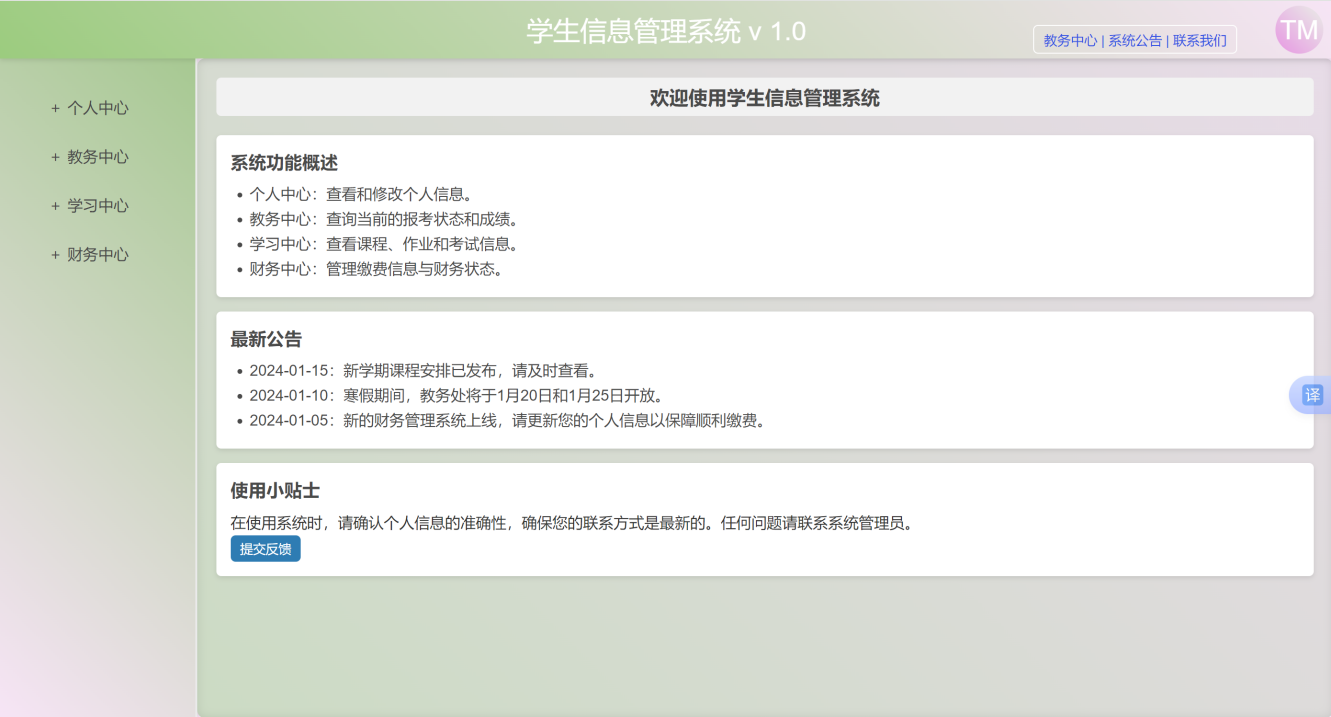 学生信息管理系统 v 1.0
教务中心 | 系统公告 | 联系我们
TM
+ 个人中心
+ 教务中心
+ 学习中心
+ 财务中心
欢迎使用学生信息管理系统
系统功能概述
• 个人中心：查看和修改个人信息。
• 教务中心：查询当前的报考状态和成绩。
• 学习中心：查看课程、作业和考试信息。
• 财务中心：管理缴费信息与财务状态。
最新公告
• 2024-01-15：新学期课程安排已发布，请及时查看。
• 2024-01-10：寒假期间，教务处将于1月20日和1月25日开放。
• 2024-01-05：新的财务管理系统上线，请更新您的个人信息以保障顺利缴费。
译
使用小贴士
在使用系统时，请确认个人信息的准确性，确保您的联系方式是最新的。任何问题请联系系统管理员。
提交反馈